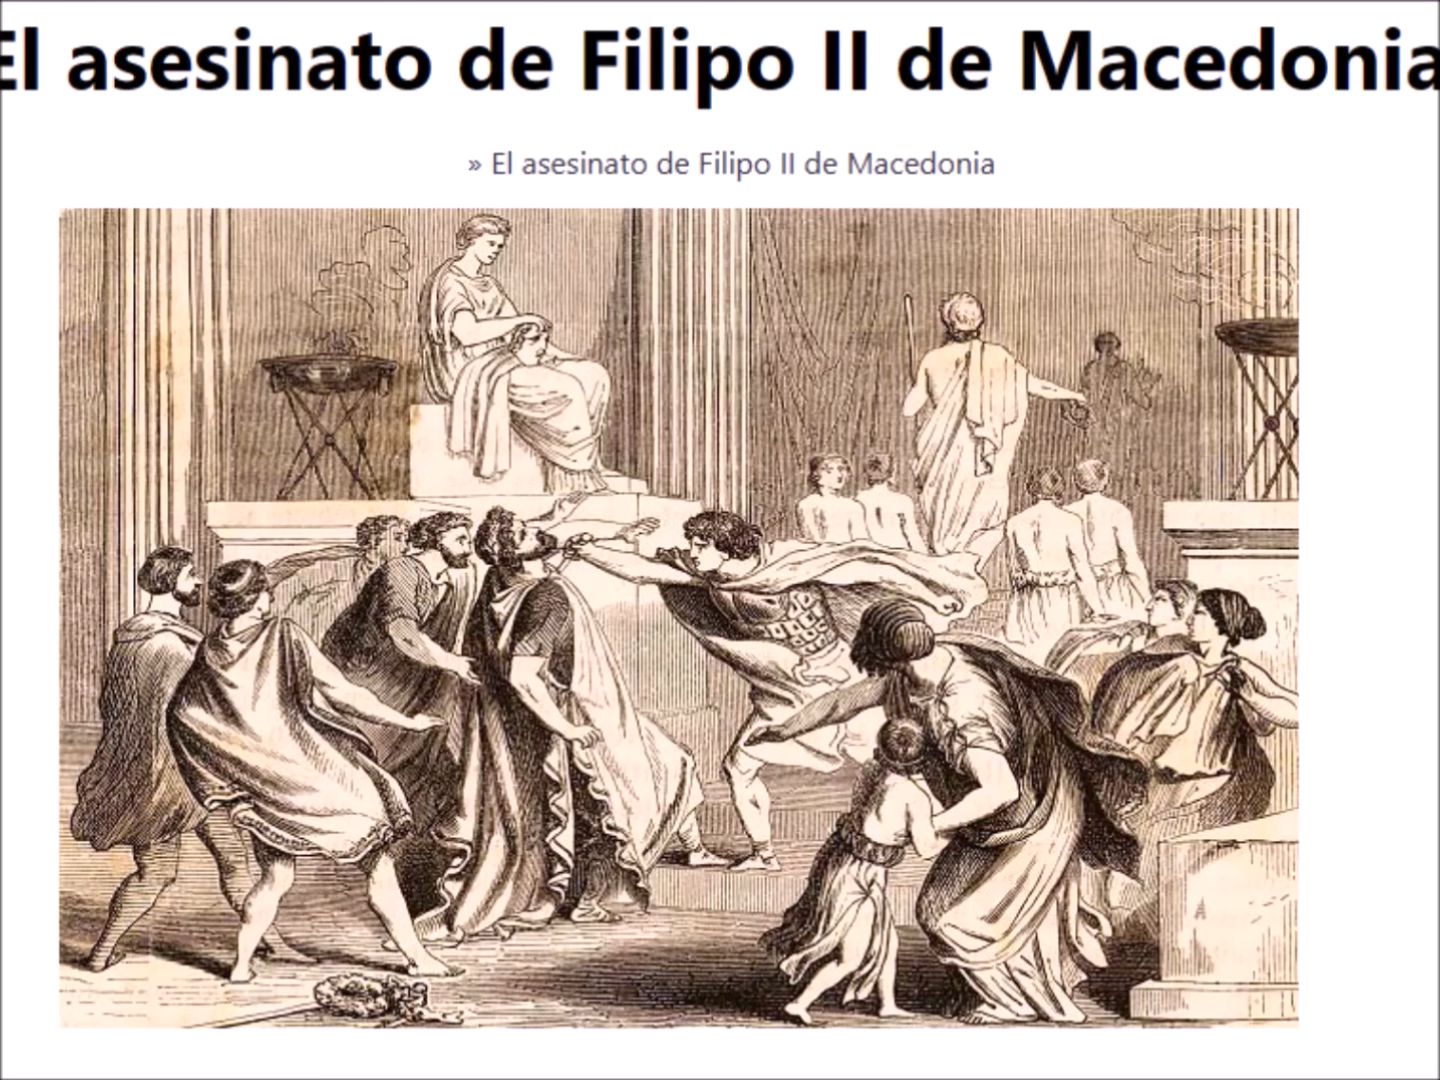 El asesinato de Filipo II de Macedonia
» El asesinato de Filipo II de Macedonia